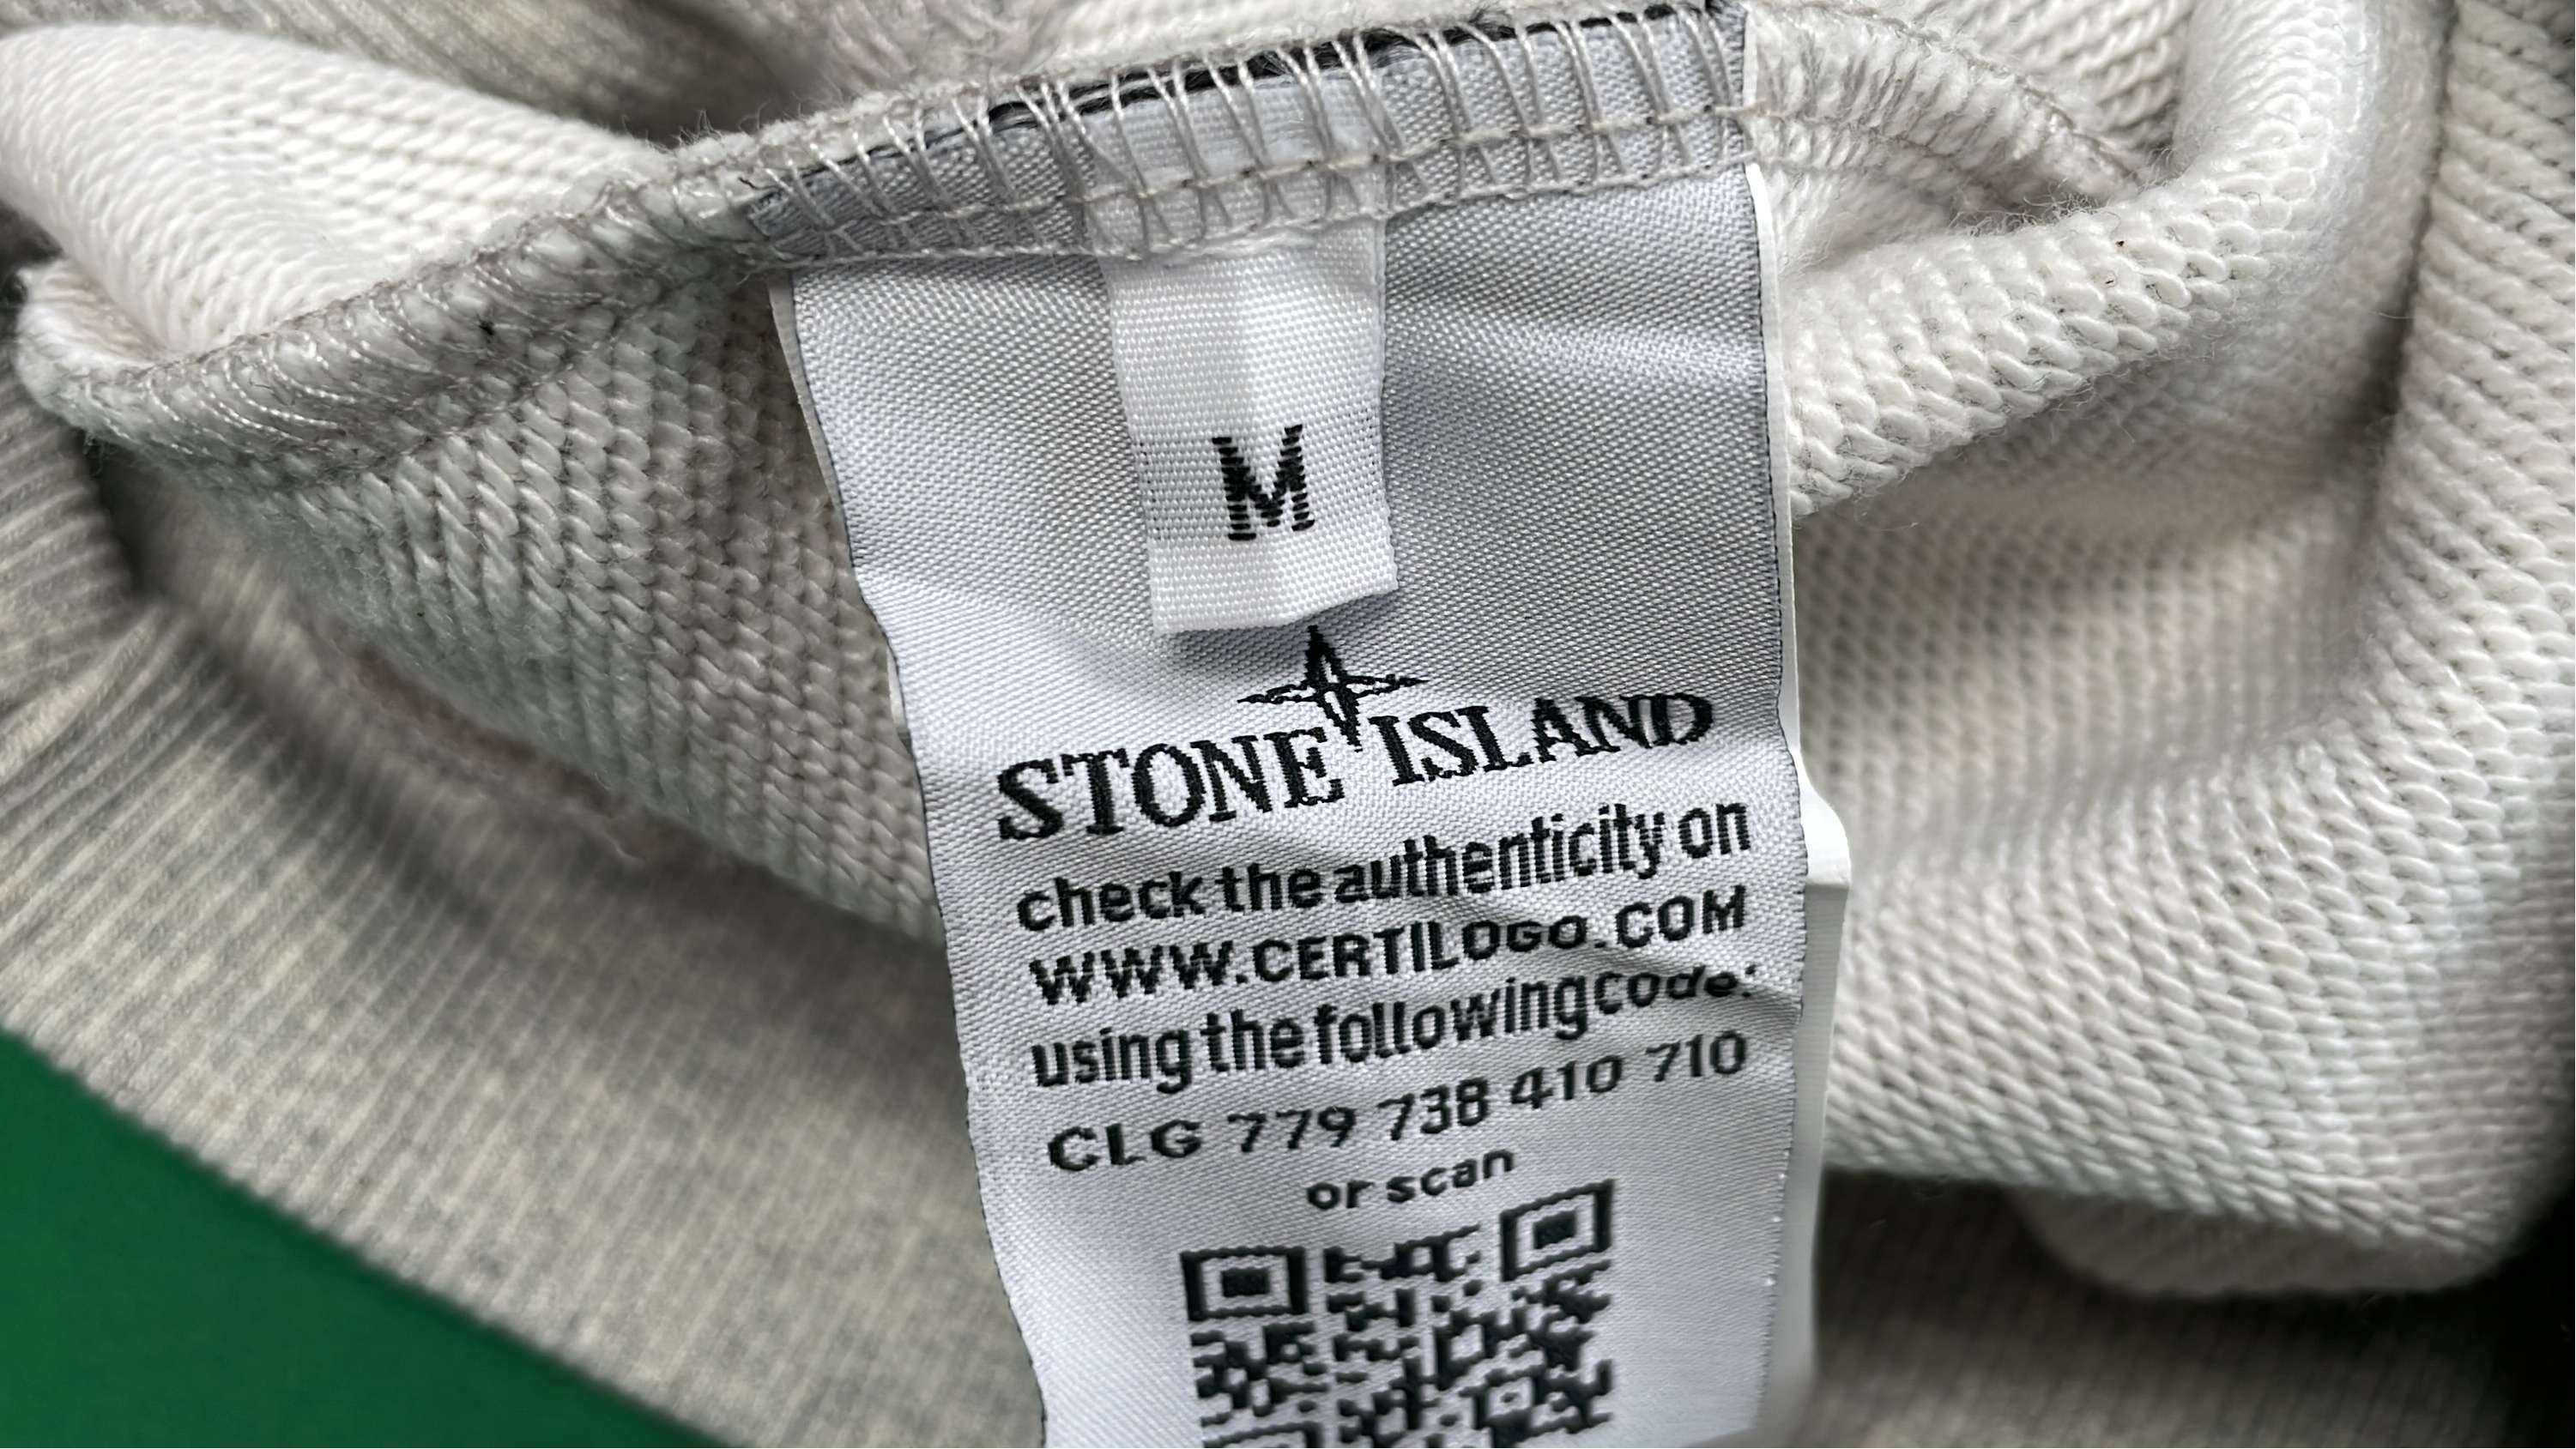 M
STONE ISLAND
check the authenticity on
WWW.CERTILOGO.COM
using the following code:
CLG 779 738 410 710
or scan